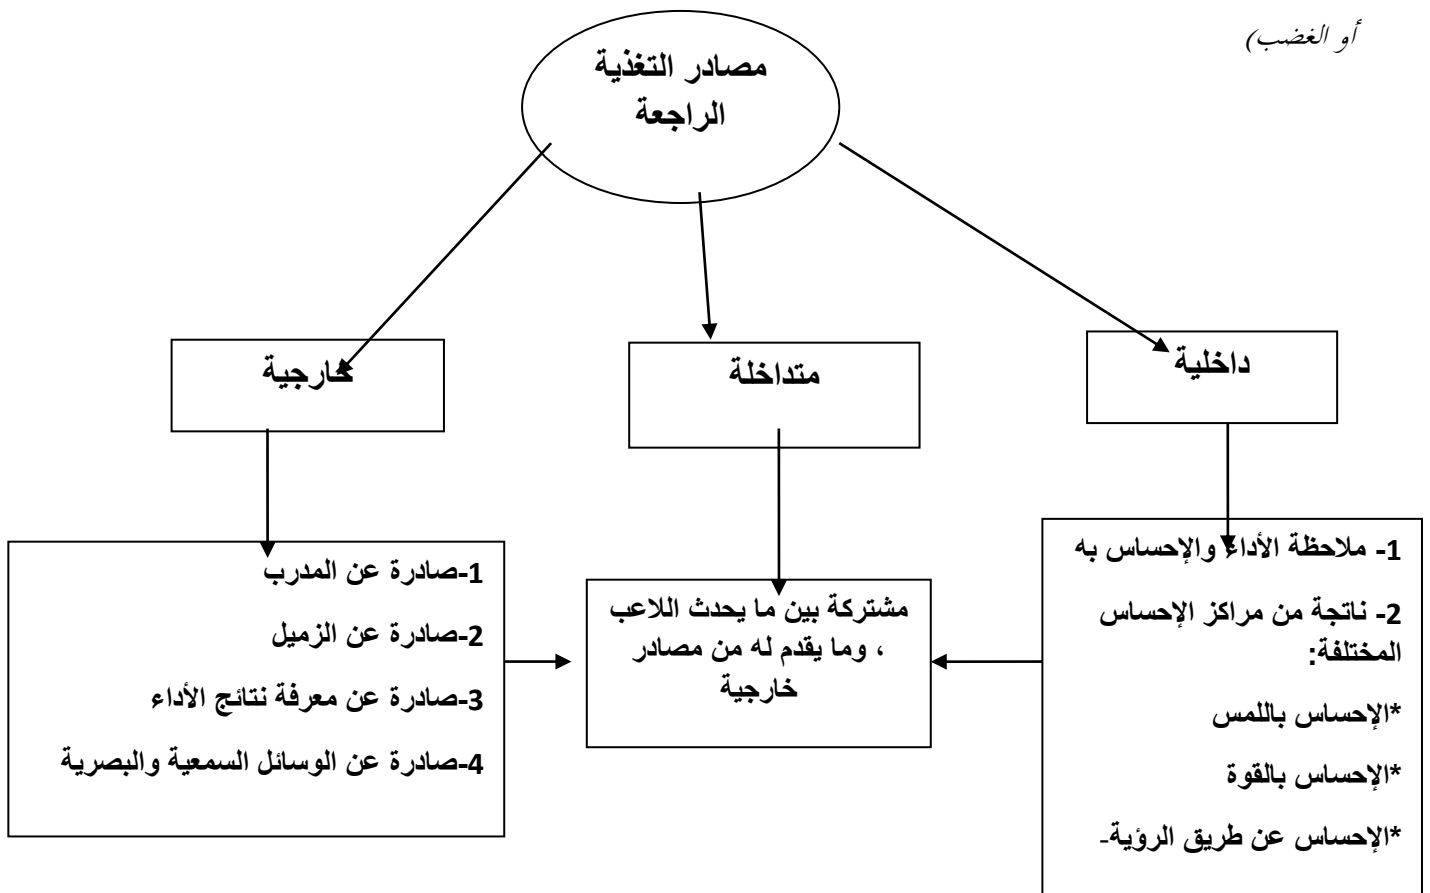 أو الغضب)
مصادر التغذية
الراجعة
داخلية
متداخلة
خارجية
1- ملاحظة الأداء والإحساس به
2- ناتجة من مراكز الإحساس
المختلفة:
*الإحساس باللمس
*الإحساس بالقوة
*الإحساس عن طريق الرؤية-
مشتركة بين ما يحدث اللاعب
، وما يقدم له من مصادر
خارجية
1-صادرة عن المدرب
2-صادرة عن الزميل
3-صادرة عن معرفة نتائج الأداء
4-صادرة عن الوسائل السمعية والبصرية